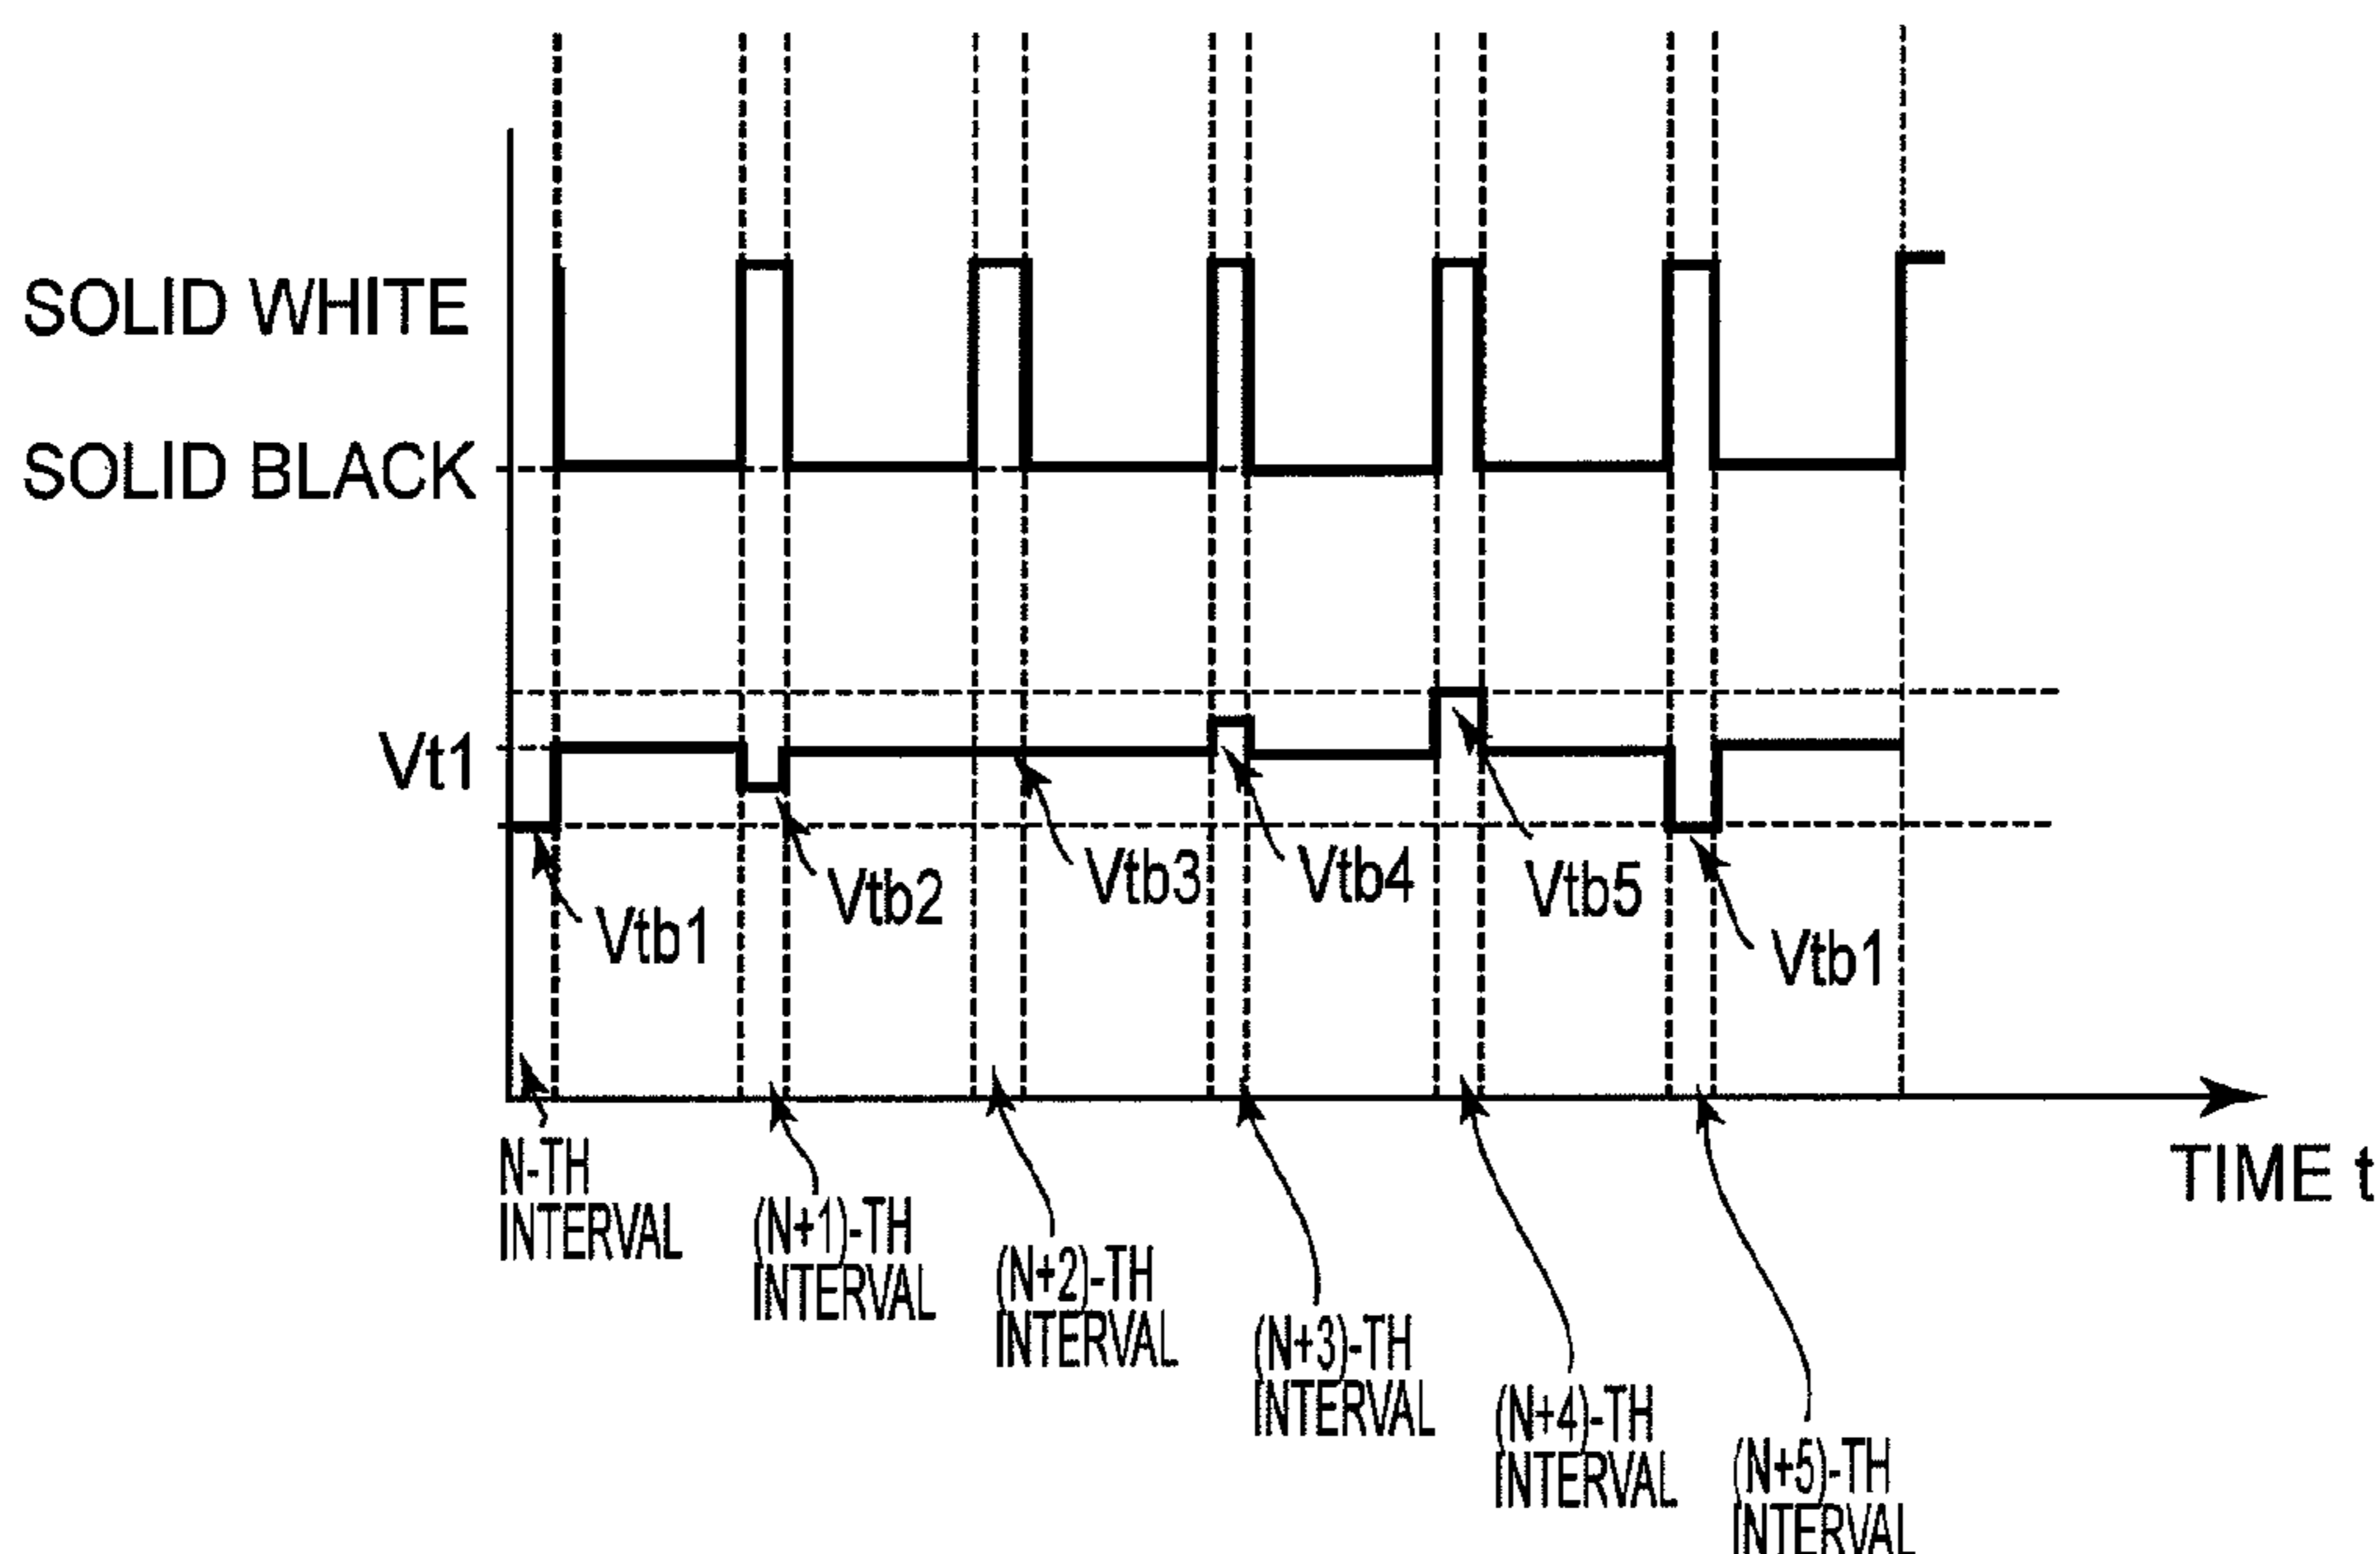 SOLID WHITE
SOLID BLACK
Vt1
Vtb1
Vtb2
Vtb3
Vtb4
Vtb5
Vtb1
TIME t
N-TH
INTERVAL
(N+1)-TH
INTERVAL
(N+2)-TH
INTERVAL
(N+3)-TH
INTERVAL
(N+4)-TH
INTERVAL
(N+5)-TH
INTERVAL